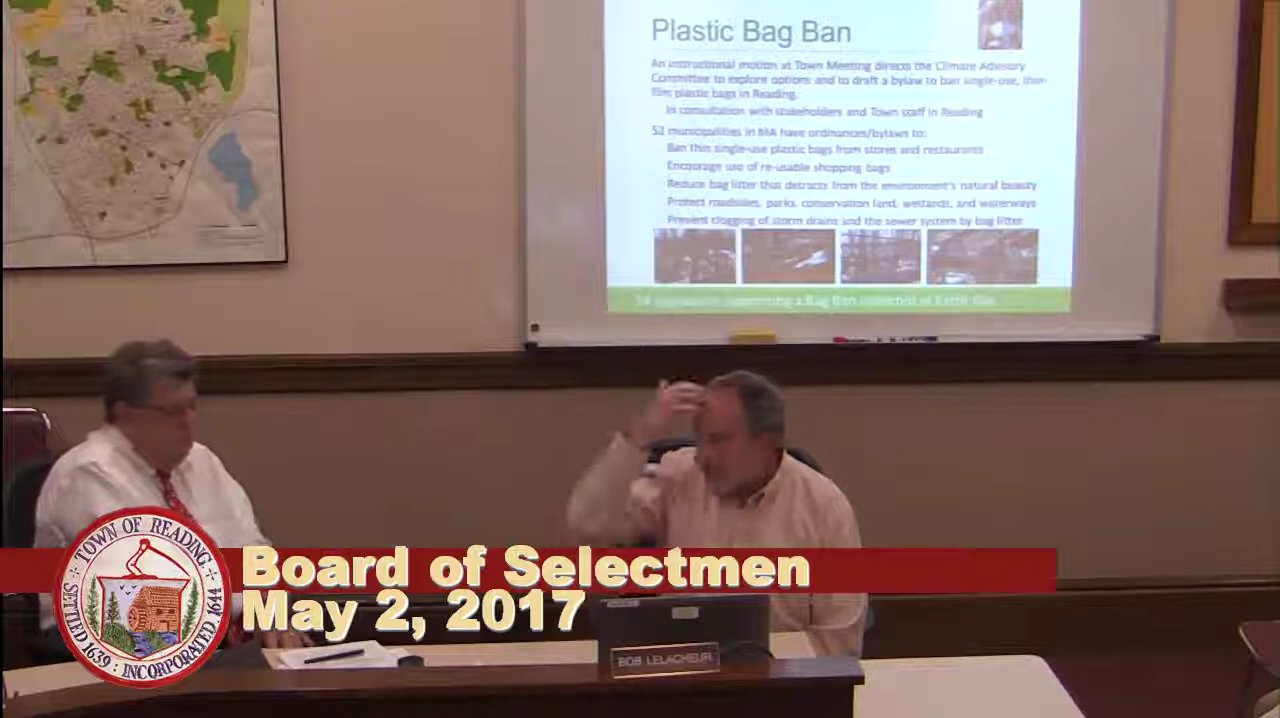 Plastic Bag Ban
An instructional motion at Town Meeting directs the Climate Advisory
Committee to explore options and to draft a bylaw to ban single-use, thin-
film plastic bags in Reading.
In consultation with stakeholders and Town staff in Reading
52 municipalities in MA have ordinances/bylaws to:
Ban thin single-use plastic bags from stores and restaurants
Encourage use of re-usable shopping bags
Reduce bag litter that detracts from the environment's natural beauty
Protect roadsides, parks, conservation land, wetlands, and waterways
Prevent clogging of storm drains and the sewer system by bag litter
a Bag Ban
TOWN OF READING
SETTLED 1639 : INCORPORATED 1644
Board of Selectmen
May 2, 2017
BOB LELACHEUR